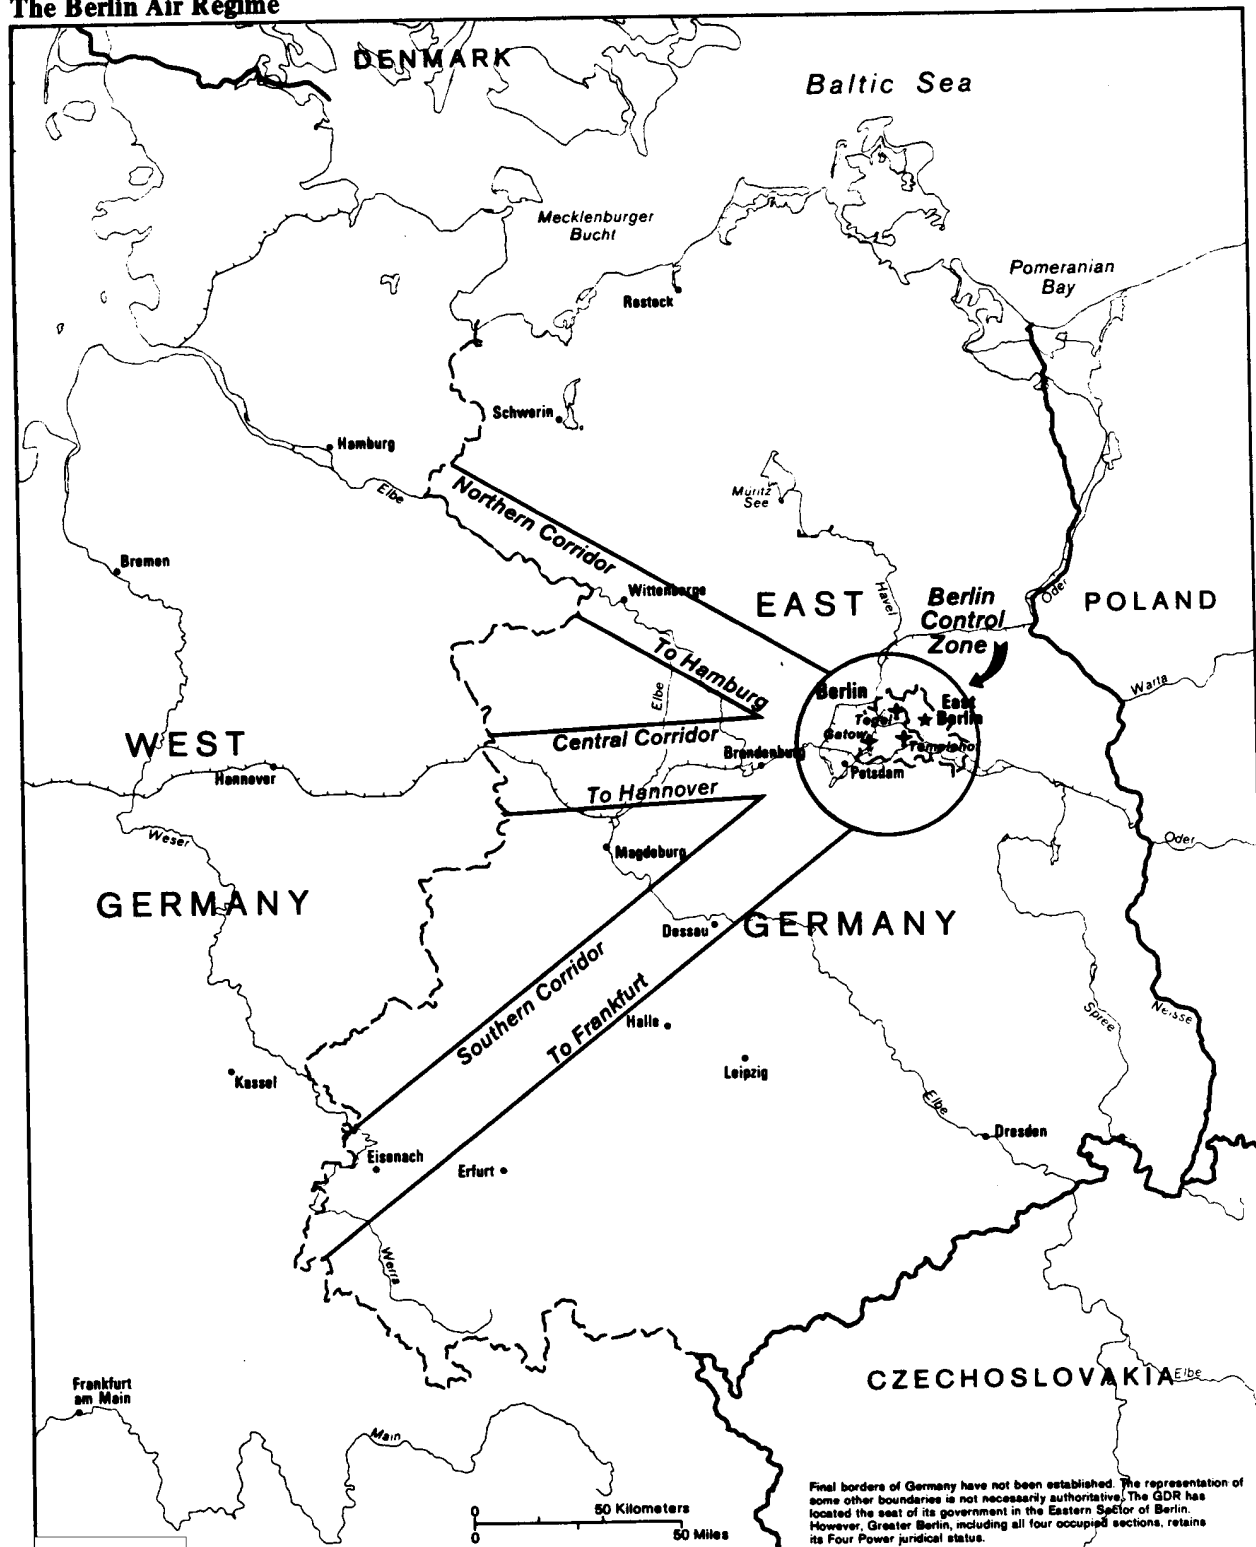 The Berlin Air Regime
DENMARK
Baltic Sea
Mecklenburger
Bucht
Pomeranian
Bay
Rostock
Schwerin
Hamburg
Elbe
Müritz
See
Northern Corridor
Bremen
Wittenberge
EAST
Havel
Berlin
Control
Zone
Oder
POLAND
To Hamburg
Elbe
Warta
Berlin
East
Berlin
Tegel
Gatow
Tempelhof
Potsdam
WEST
Central Corridor
Brandenburg
Hannover
To Hannover
Weser
Magdeburg
Oder
GERMANY
Dessau
GERMANY
Southern Corridor
To Frankfurt
Halle
Spree
Neisse
Leipzig
Kassel
Elbe
Dresden
Eisenach
Erfurt
Werra
CZECHOSLOVAKIA
Elbe
Frankfurt
am Main
Main
0 50 Kilometers
0 50 Miles
Final borders of Germany have not been established. The representation of
some other boundaries is not necessarily authoritative. The GDR has
located the seat of its government in the Eastern Sector of Berlin.
However, Greater Berlin, including all four occupied sections, retains
its Four Power juridical status.